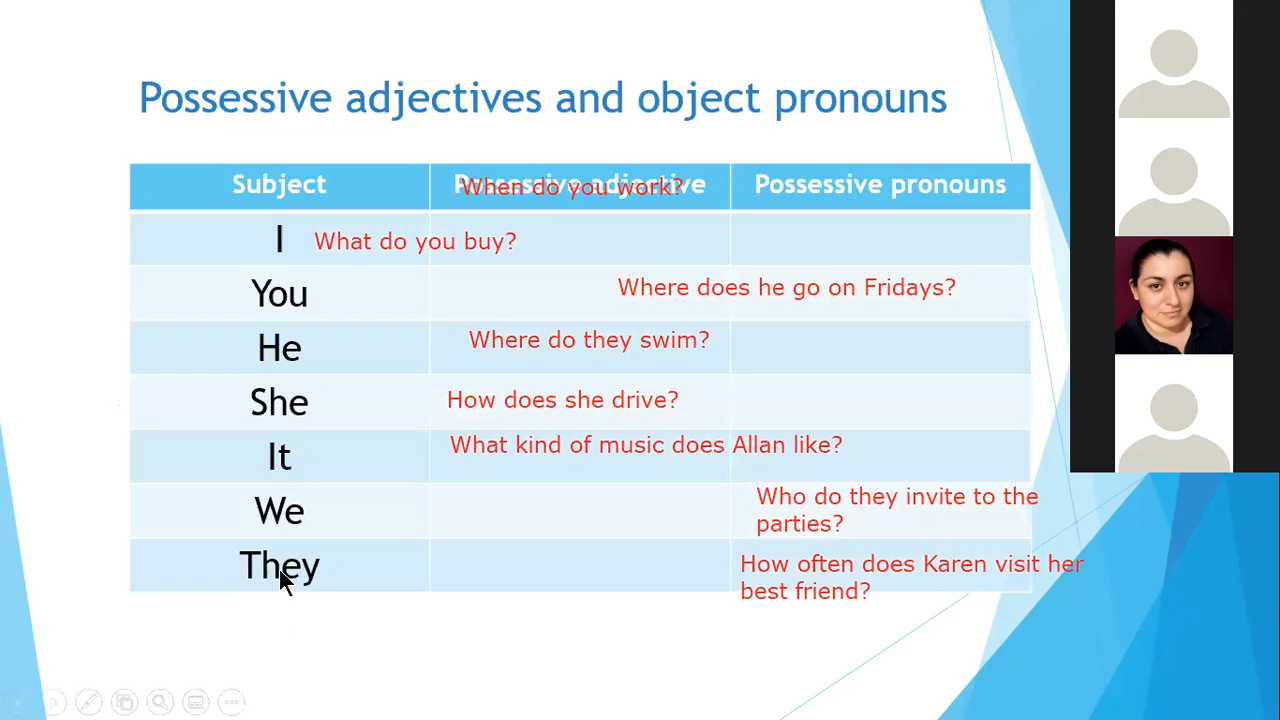 Possessive adjectives and object pronouns
Subject
Possessive adjective
Possessive pronouns
When do you work?
I
What do you buy?
You
Where does he go on Fridays?
He
Where do they swim?
She
How does she drive?
It
What kind of music does Allan like?
We
Who do they invite to the
parties?
They
How often does Karen visit her
best friend?